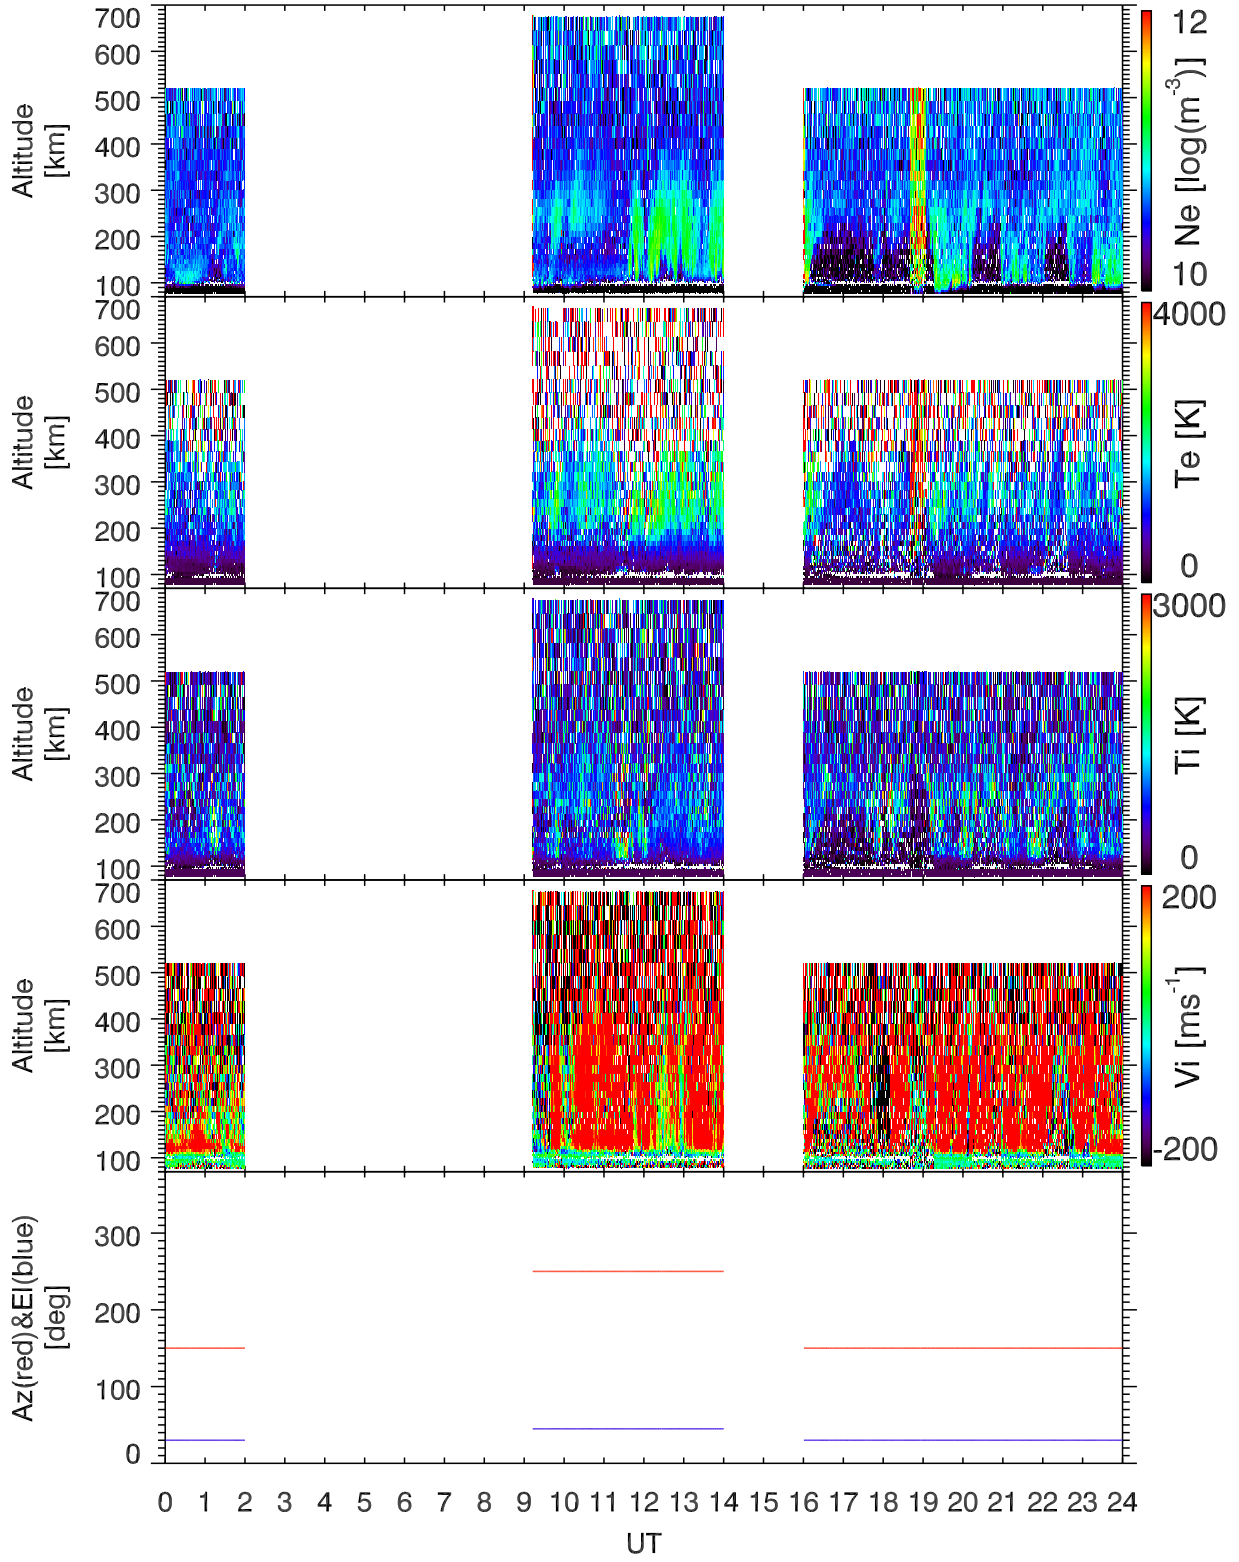 700
600
500
400
300
200
100
Altitude
[km]
12
10
Ne [log(m⁻³)]
700
600
500
400
300
200
100
Altitude
[km]
4000
0
Te [K]
700
600
500
400
300
200
100
Altitude
[km]
3000
0
Ti [K]
700
600
500
400
300
200
100
Altitude
[km]
200
-200
Vi [ms⁻¹]
300
200
100
0
Az(red)&El(blue)
[deg]
0 1 2 3 4 5 6 7 8 9 10 11 12 13 14 15 16 17 18 19 20 21 22 23 24
UT